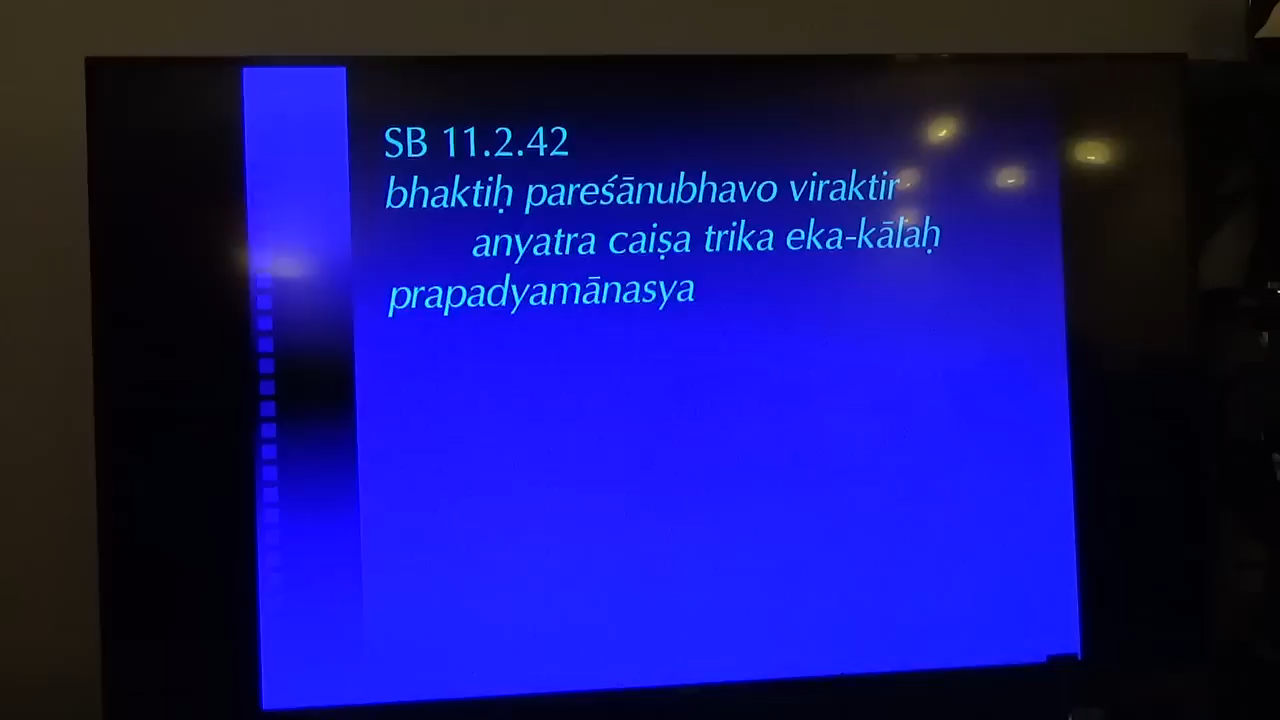 SB 11.2.42
bhaktiḥ pareśānubhavo viraktir
anyatra caiṣa trika eka-kālaḥ
prapadyamānasya